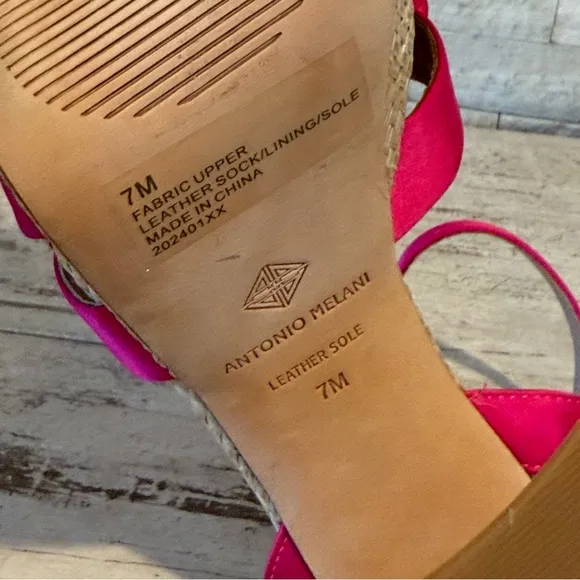 7M
FABRIC UPPER
LEATHER SOCK/LINING/SOLE
MADE IN CHINA
202401XX
ANTONIO MELANI
LEATHER SOLE
7M